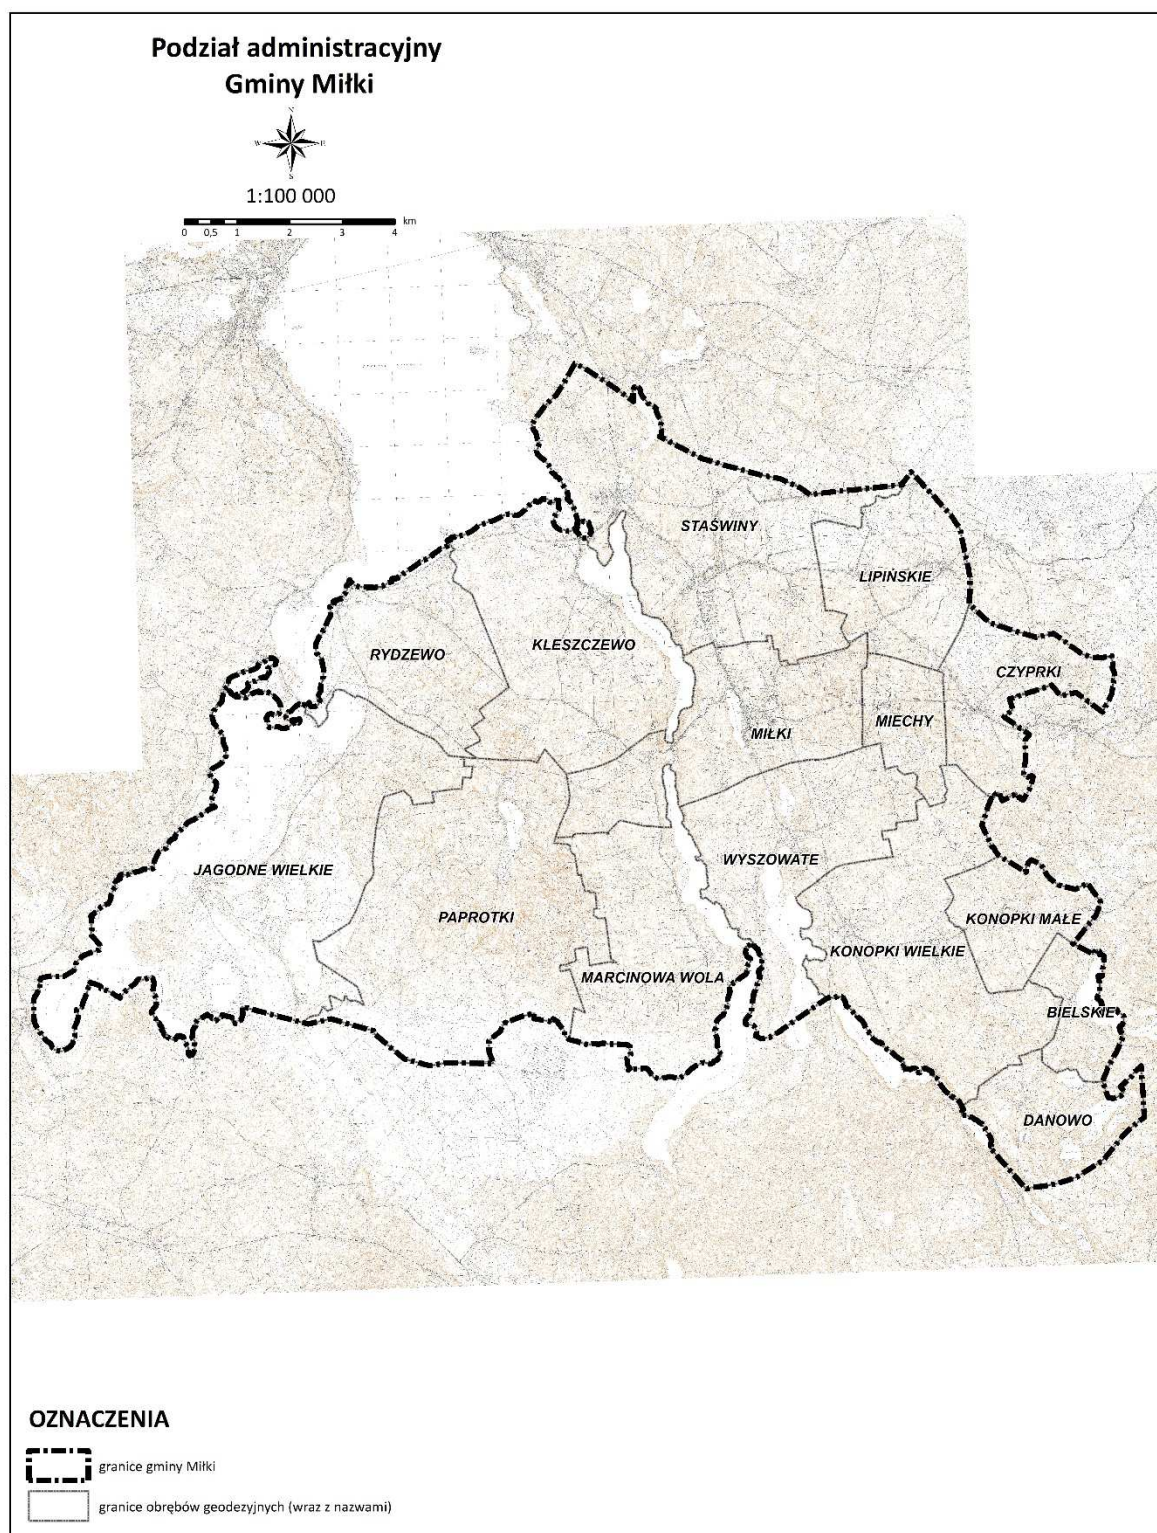 Podział administracyjny
Gminy Miłki
N
W E
S
1:100 000
km
0 0,5 1 2 3 4
STAŚWINY
LIPIŃSKIE
KLESZCZEWO
RYDZEWO
CZYPRKI
MIECHY
MIŁKI
WYSZOWATE
JAGODNE WIELKIE
PAPROTKI
KONOPKI MAŁE
KONOPKI WIELKIE
MARCINOWA WOLA
BIELSKIE
DANOWO
OZNACZENIA
granice gminy Miłki
granice obrębów geodezyjnych (wraz z nazwami)